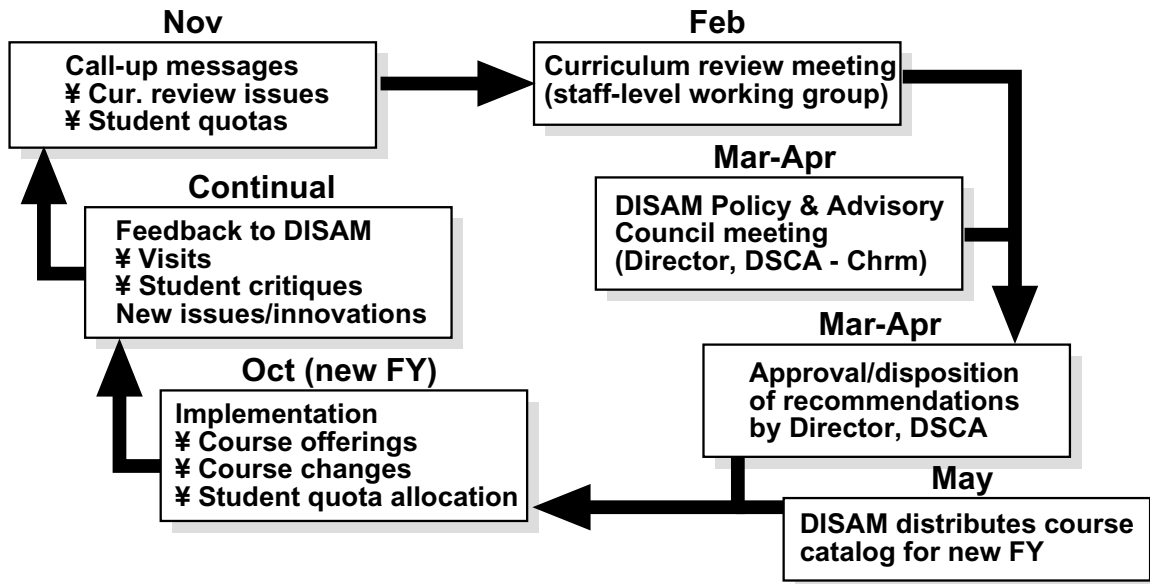 Nov
Call-up messages
¥ Cur. review issues
¥ Student quotas
Feb
Curriculum review meeting
(staff-level working group)
Mar-Apr
DISAM Policy & Advisory
Council meeting
(Director, DSCA - Chrm)
Mar-Apr
Approval/disposition
of recommendations
by Director, DSCA
May
DISAM distributes course
catalog for new FY
Oct (new FY)
Implementation
¥ Course offerings
¥ Course changes
¥ Student quota allocation
Continual
Feedback to DISAM
¥ Visits
¥ Student critiques
New issues/innovations